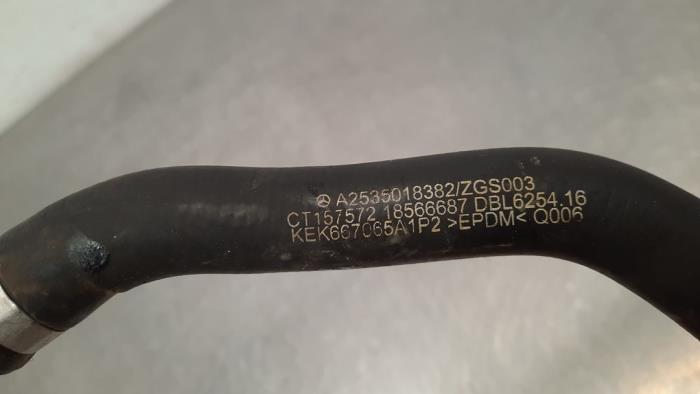 A2535018382/ZGS003
CT157572 18566687 DBL6254.16
KEK667065A1P2 >EPDM< Q006